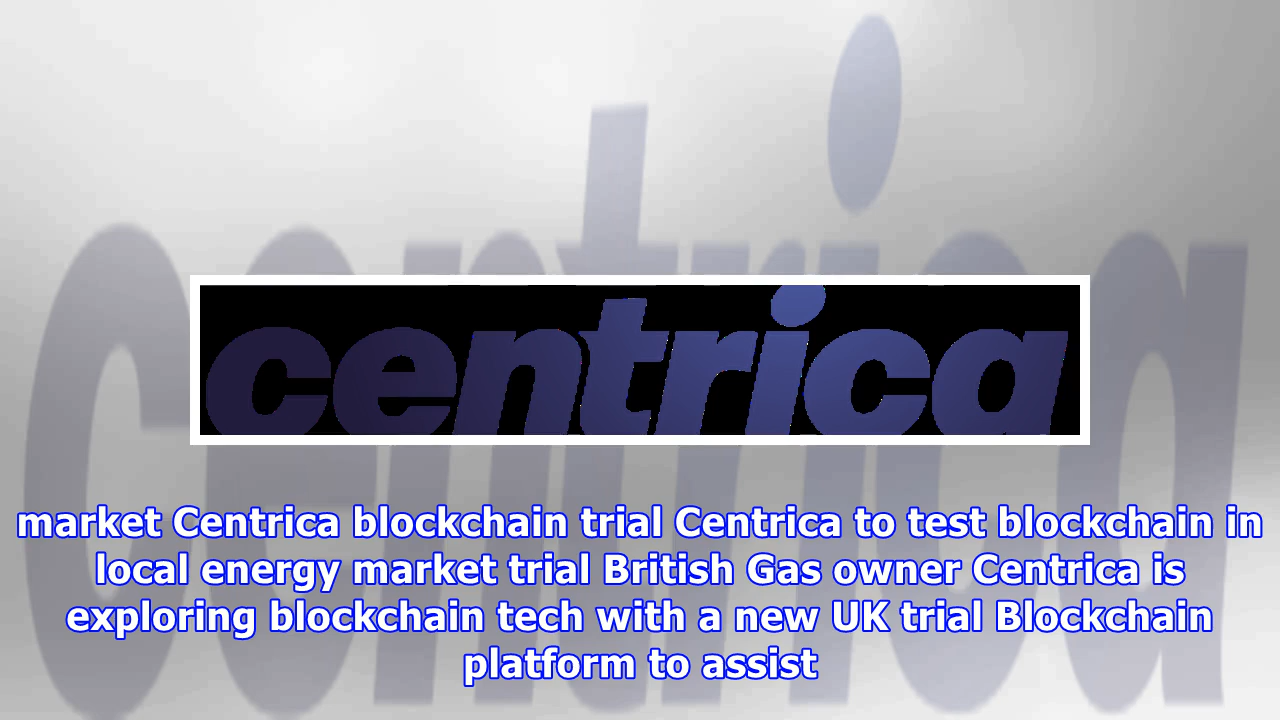 centrica
centrica
market Centrica blockchain trial Centrica to test blockchain in
local energy market trial British Gas owner Centrica is
exploring blockchain tech with a new UK trial Blockchain
platform to assist